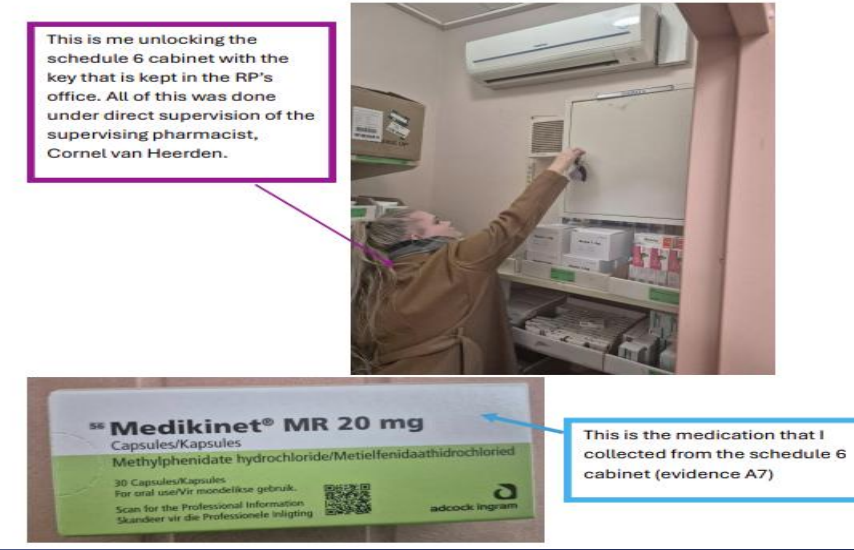 This is me unlocking the
schedule 6 cabinet with the
key that is kept in the RP's
office. All of this was done
under direct supervision of the
supervising pharmacist,
Cornel van Heerden.
S6 Medikinet® MR 20 mg
Capsules/Kapsules
Methylphenidate hydrochloride/Metielfenidaathidrochloried
30 Capsules/Kapsules
For oral use/Vir mondelikse gebruik.
Scan for the Professional Information
Skandeer vir die Professionele Inligting
adcock ingram
This is the medication that I
collected from the schedule 6
cabinet (evidence A7)